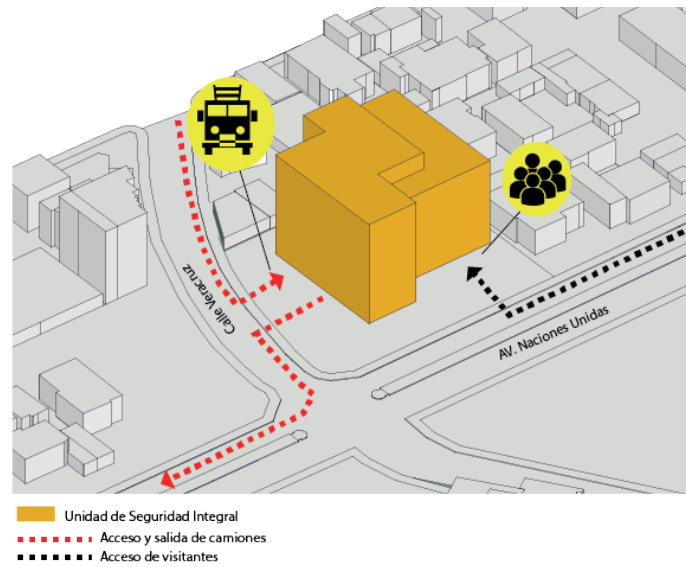 Calle Veracruz
AV. Naciones Unidas
Unidad de Seguridad Integral
Acceso y salida de camiones
Acceso de visitantes